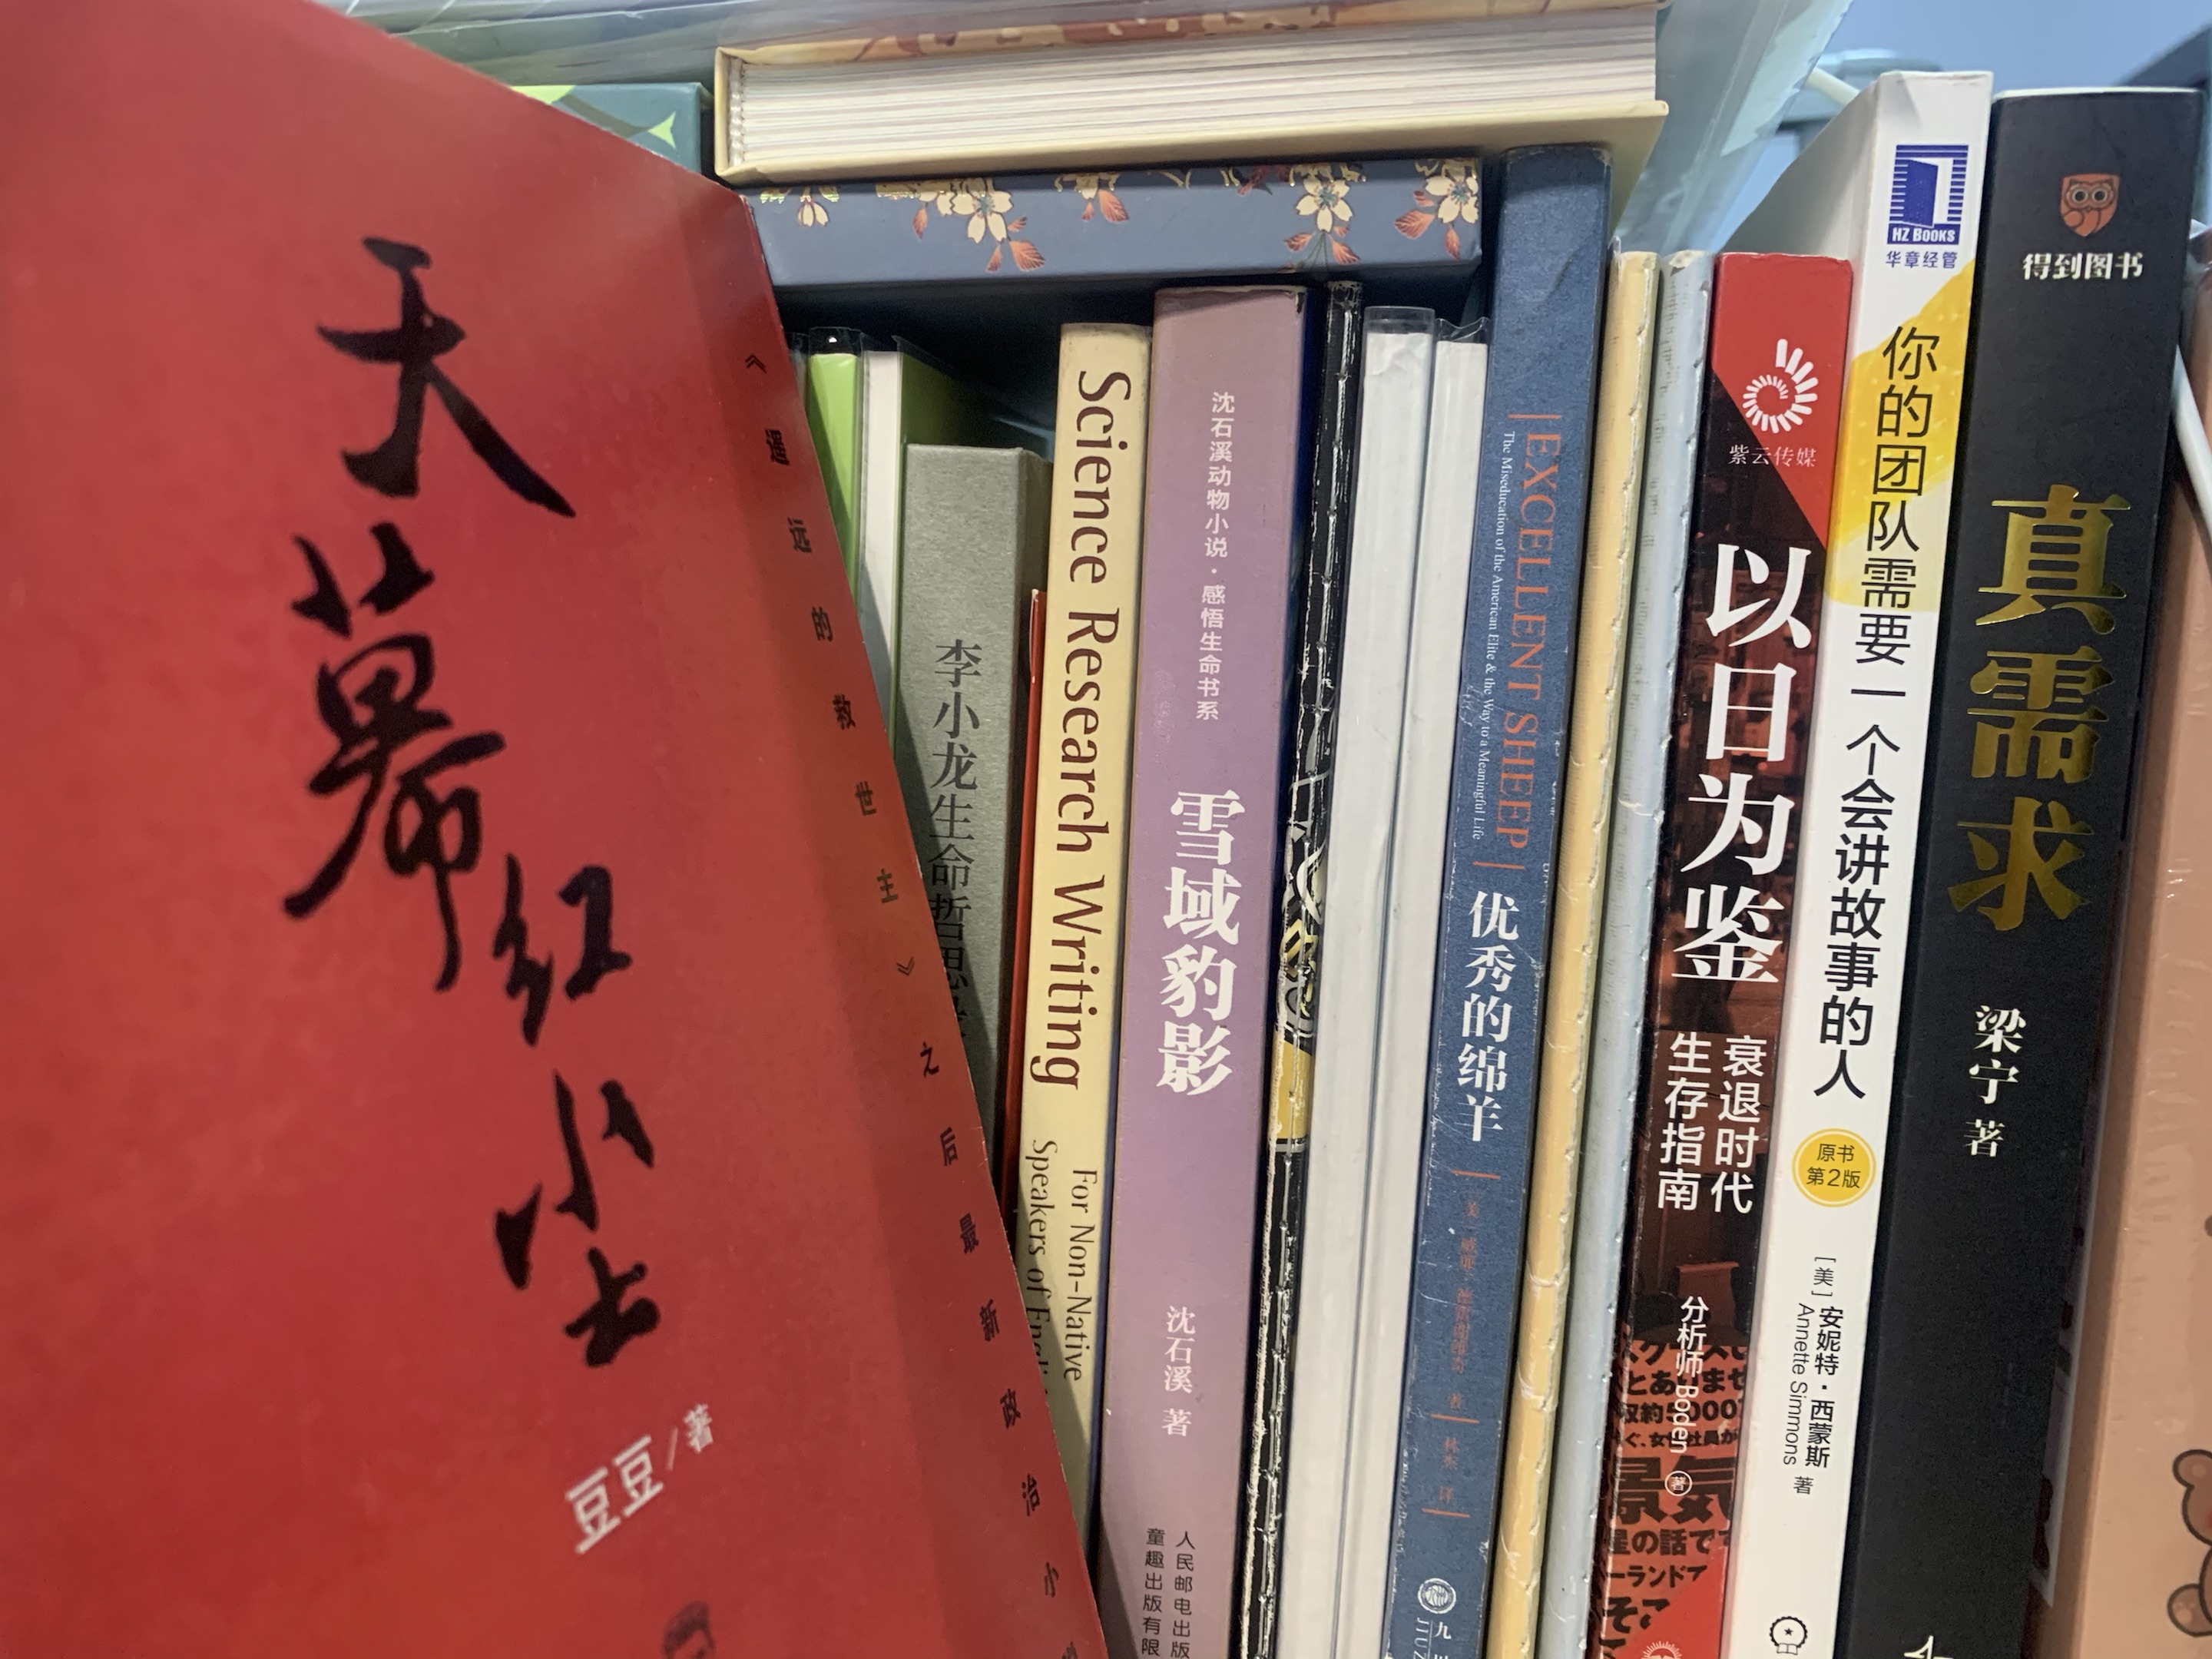 天幕红尘
豆豆/著
《遥远的救世主》之后最新政治小
李小龙生命哲思
Science Research Writing
For Non-Native
Speakers of Engli
沈石溪动物小说·感悟生命书系
雪域豹影
沈石溪 著
人民邮电出版
童趣出版有限
EXCELLENT SHEEP
The Miseducation of the American Elite & the Way to a Meaningful Life
优秀的绵羊
林杰 译
九
紫云传媒
以日为鉴
衰退时代
生存指南
分析师 Boden 著
HZ BOOKS
华章经管
你的团队需要一个会讲故事的人
原书
第2版
[美]安妮特·西蒙斯
Annette Simmons
著
得到图书
真需求
梁宁 著